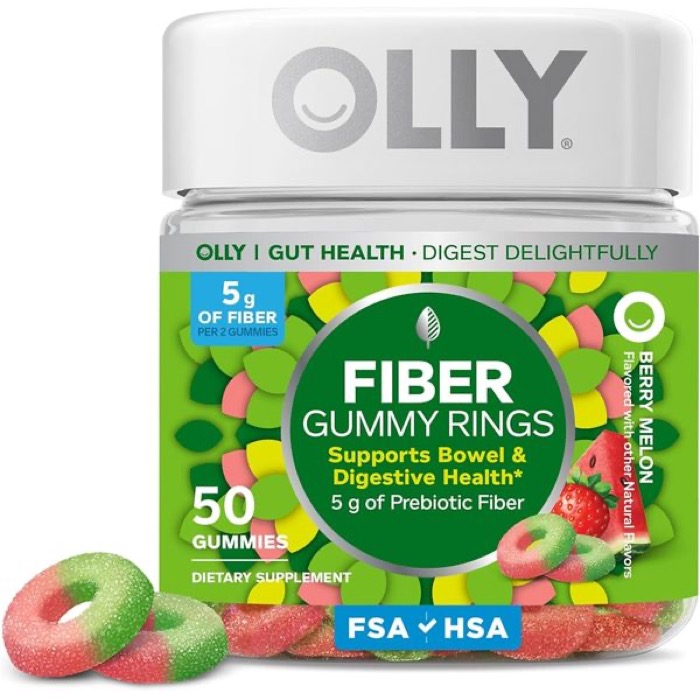 OLLY®
OLLY | GUT HEALTH · DIGEST DELIGHTFULLY
5 g
OF FIBER
PER 2 GUMMIES
FIBER
GUMMY RINGS
Supports Bowel &
Digestive Health*
5 g of Prebiotic Fiber
BERRY MELON
Flavored with other Natural Flavors
50
GUMMIES
DIETARY SUPPLEMENT
FSA HSA